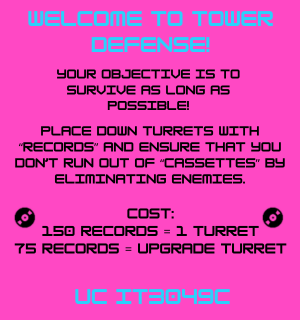 WELCOME TO TOWER
DEFENSE!
YOUR OBJECTIVE IS TO
SURVIVE AS LONG AS
POSSIBLE!
PLACE DOWN TURRETS WITH
"RECORDS" AND ENSURE THAT YOU
DON'T RUN OUT OF "CASSETTES" BY
ELIMINATING ENEMIES.
COST:
150 RECORDS = 1 TURRET
75 RECORDS = UPGRADE TURRET
UC IT3049C